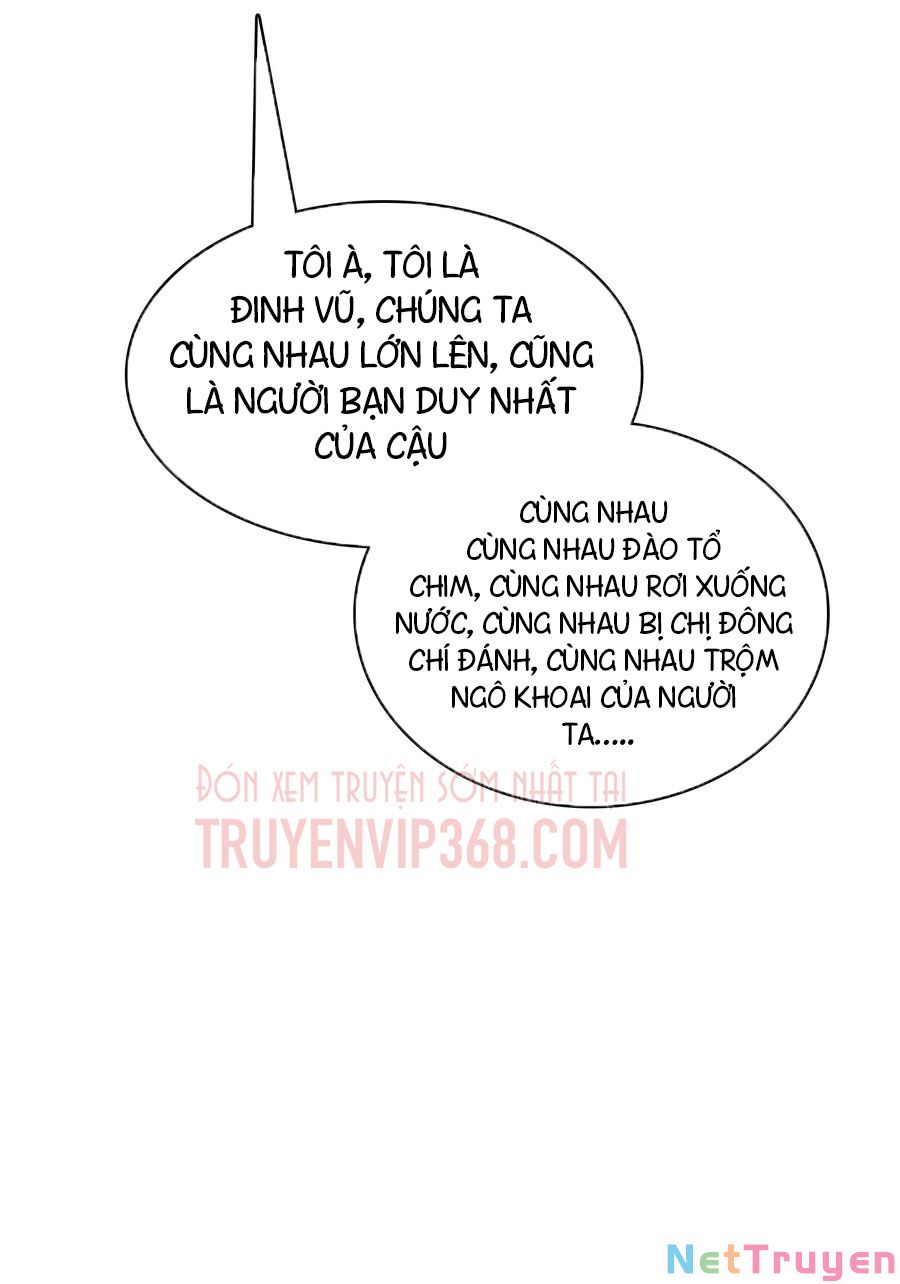 TÔI À, TÔI LÀ
ĐINH VŨ, CHÚNG TA
CÙNG NHAU LỚN LÊN, CŨNG
LÀ NGƯỜI BẠN DUY NHẤT
CỦA CẬU
CÙNG NHAU
CÙNG NHAU ĐÀO TỔ
CHIM, CÙNG NHAU RƠI XUỐNG
NƯỚC, CÙNG NHAU BỊ CHỊ ĐÔNG
CHÍ ĐÁNH, CÙNG NHAU TRỘM
NGÔ KHOAI CỦA NGƯỜI
TA.....
ĐÓN XEM TRUYỆN SỚM NHẤT TẠI
TRUYENVIP368.COM
NetTruyen